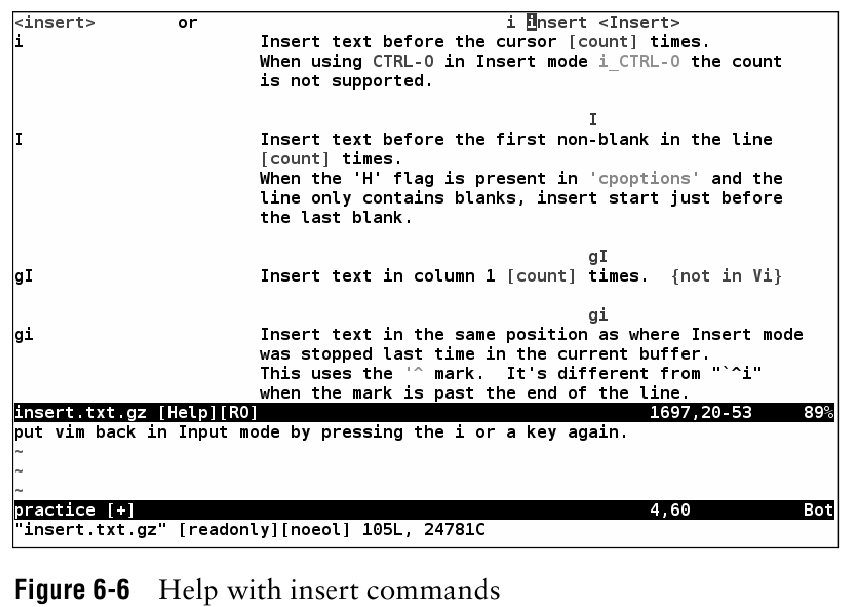 <insert> or i insert <Insert>
i Insert text before the cursor [count] times.
When using CTRL-O in Insert mode i_CTRL-O the count
is not supported.
I
I Insert text before the first non-blank in the line
[count] times.
When the 'H' flag is present in 'cpoptions' and the
line only contains blanks, insert start just before
the last blank.
gI
gI Insert text in column 1 [count] times. {not in Vi}
gi
gi Insert text in the same position as where Insert mode
was stopped last time in the current buffer.
This uses the '^ mark. It's different from "`^i"
when the mark is past the end of the line.
insert.txt.gz [Help][RO] 1697,20-53 89%
put vim back in Input mode by pressing the i or a key again.
~
~
~
practice [+] 4,60 Bot
"insert.txt.gz" [readonly][noeol] 105L, 24781C
Figure 6-6 Help with insert commands